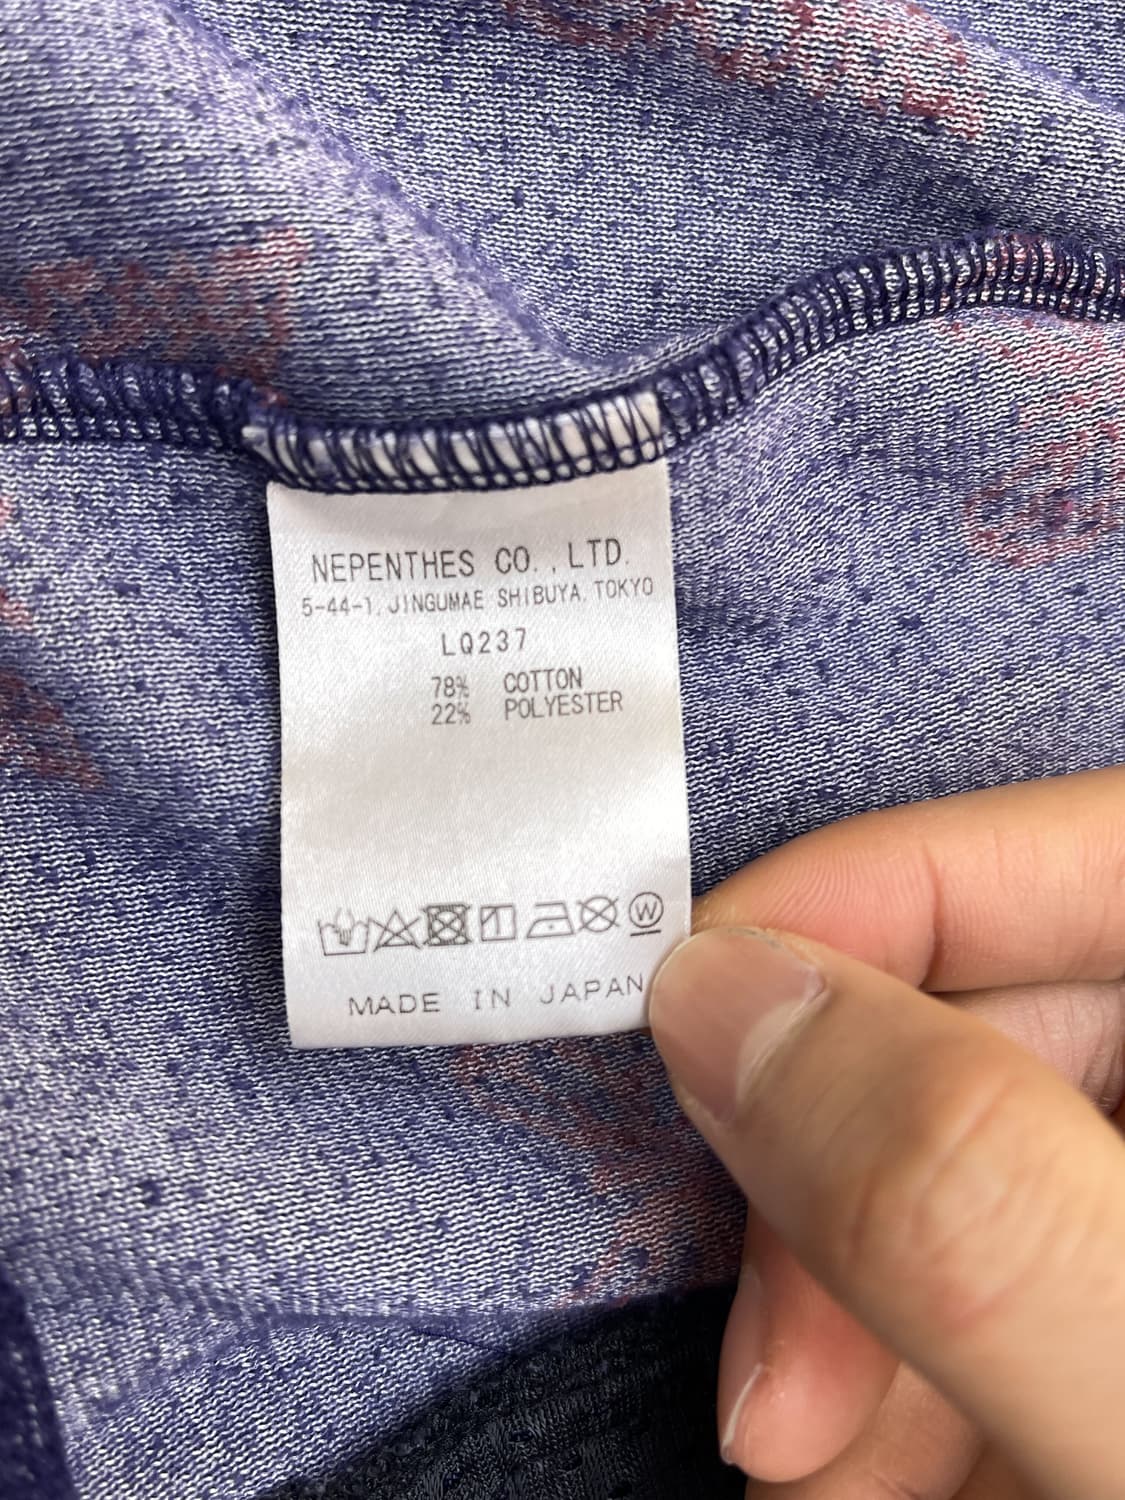 NEPENTHES CO., LTD.
5-44-1, JINGUMAE SHIBUYA, TOKYO
LQ237
78% COTTON
22% POLYESTER
W
MADE IN JAPAN